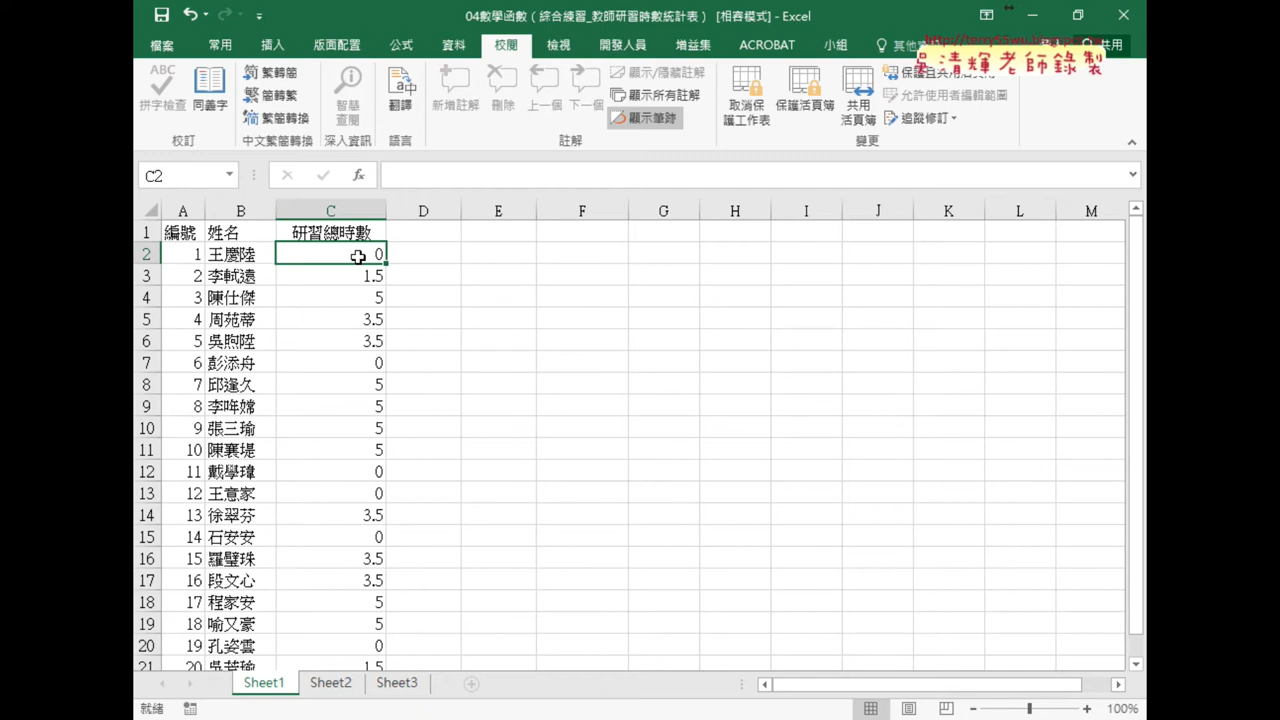 04數學函數（綜合練習_教師研習時數統計表） [相容模式] - Excel
檔案 常用 插入 版面配置 公式 資料 校閱 檢視 開發人員 增益集 ACROBAT 小組 其他 共用
http://terry55wu.blogspot
吳清輝老師錄製
拼字檢查 同義字 繁轉簡 簡轉繁 繁簡轉換 智慧查閱 翻譯 新增註解 刪除 上一個 下一個 顯示/隱藏註解 顯示所有註解 顯示筆跡 取消保護工作表 保護活頁簿 共用活頁簿 允許使用者編輯範圍 追蹤修訂
校訂 中文繁簡轉換 深入資訊 語言 註解 變更
C2 fx
A B C D E F G H I J K L M
1 編號 姓名 研習總時數
2 1 王慶陸 0
3 2 李軾遠 1.5
4 3 陳仕傑 5
5 4 周苑蒂 3.5
6 5 吳煦陞 3.5
7 6 彭添舟 0
8 7 邱逢久 5
9 8 李哞嫦 5
10 9 張三瑜 5
11 10 陳襄堤 5
12 11 戴學瑋 0
13 12 王意家 0
14 13 徐翠芬 3.5
15 14 石安安 0
16 15 羅璧珠 3.5
17 16 段文心 3.5
18 17 程家安 5
19 18 喻又豪 5
20 19 孔姿雲 0
21 20 吳芳瑜 1.5
Sheet1 Sheet2 Sheet3
就緒 100%